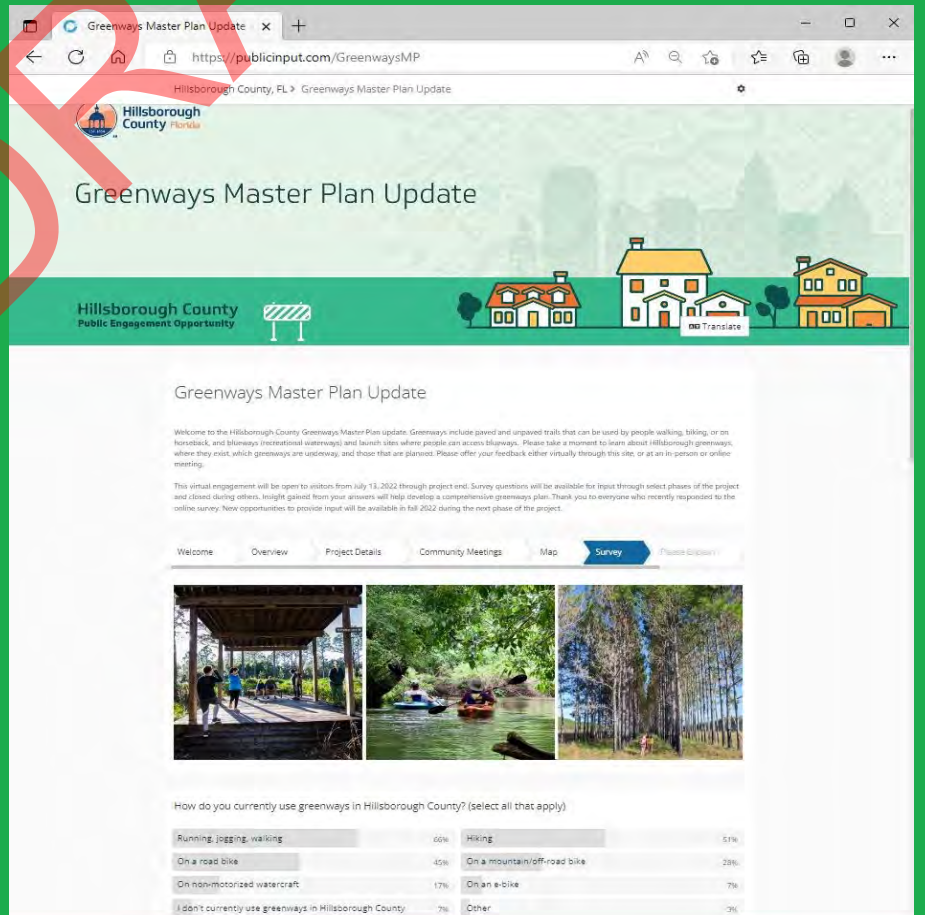 Greenways Master Plan Update
https://publicinput.com/GreenwaysMP
Hillsborough County, FL > Greenways Master Plan Update
Hillsborough
County Florida
Greenways Master Plan Update
Hillsborough County
Public Engagement Opportunity
Translate
Greenways Master Plan Update
Welcome to the Hillsborough County Greenways Master Plan update. Greenways include paved and unpaved trails that can be used by people walking, biking, or on
horseback, and blueways (recreational waterways) and launch sites where people can access blueways. Please take a moment to learn about Hillsborough greenways,
where they exist, which greenways are underway, and those that are planned. Please offer your feedback either virtually through this site, or at an in-person or online
meeting.
This virtual engagement will be open to visitors from July 13, 2022 through project end. Survey questions will be available for input through select phases of the project
and closed during others. Insight gained from your answers will help develop a comprehensive greenways plan. Thank you to everyone who recently responded to the
online survey. New opportunities to provide input will be available in fall 2022 during the next phase of the project.
Welcome Overview Project Details Community Meetings Map Survey Please Explain
How do you currently use greenways in Hillsborough County? (select all that apply)
Running, jogging, walking 66% Hiking 51%
On a road bike 45% On a mountain/off-road bike 28%
On non-motorized watercraft 17% On an e-bike 7%
I don't currently use greenways in Hillsborough County 7% Other 3%